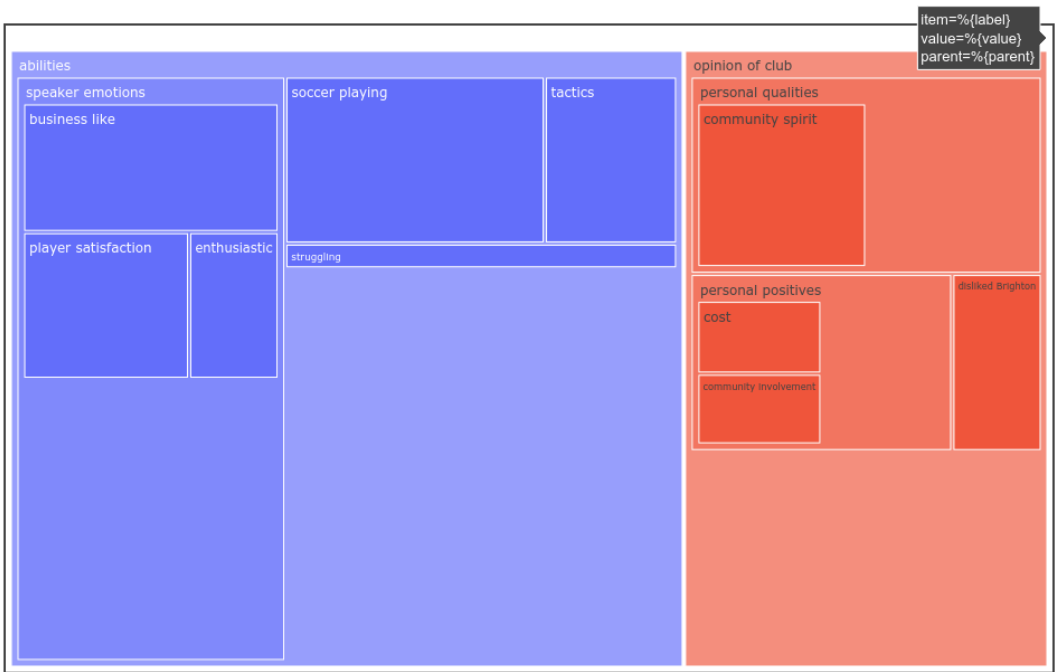 item=%{label}
value=%{value}
parent=%{parent}
abilities
speaker emotions
business like
player satisfaction
enthusiastic
soccer playing
tactics
struggling
opinion of club
personal qualities
community spirit
personal positives
cost
community involvement
disliked Brighton